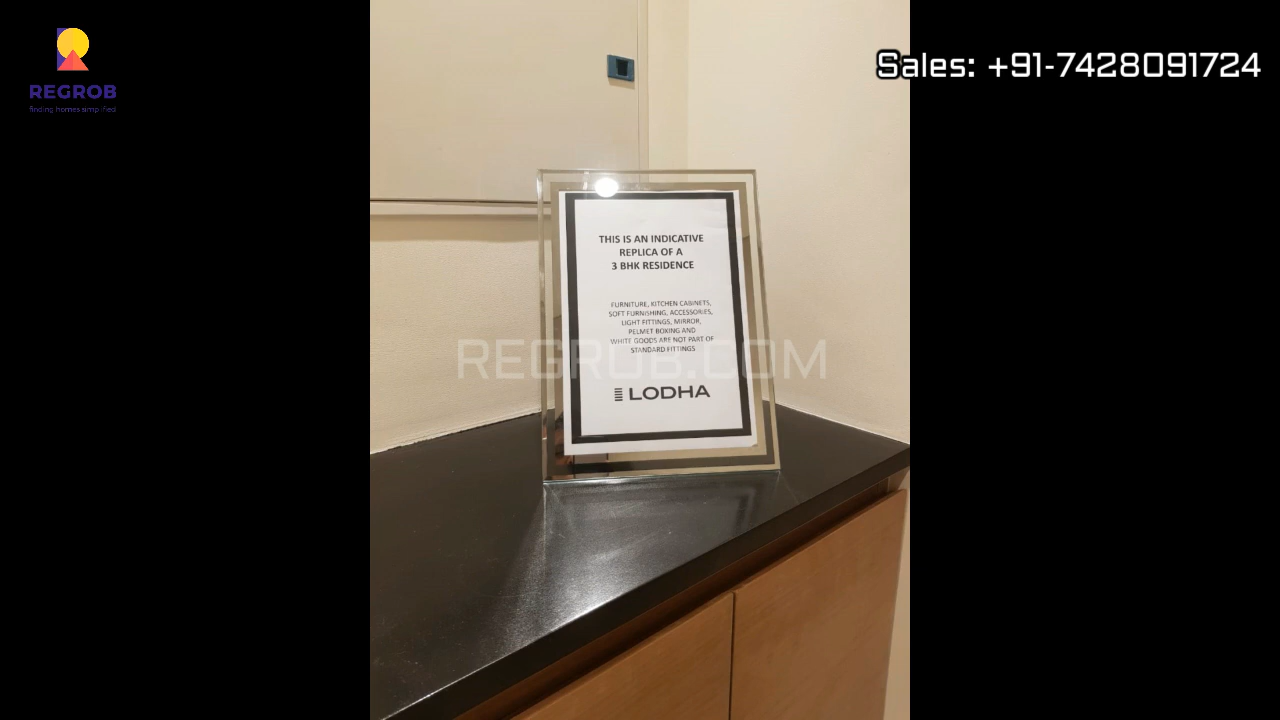 REGROB
finding homes simplified
Sales: +91-7428091724
THIS IS AN INDICATIVE
REPLICA OF A
3 BHK RESIDENCE
FURNITURE, KITCHEN CABINETS,
SOFT FURNISHING, ACCESSORIES,
LIGHT FITTINGS, MIRROR,
PELMET BOXING AND
WHITE GOODS ARE NOT PART OF
STANDARD FITTINGS
REGROB.COM
LODHA